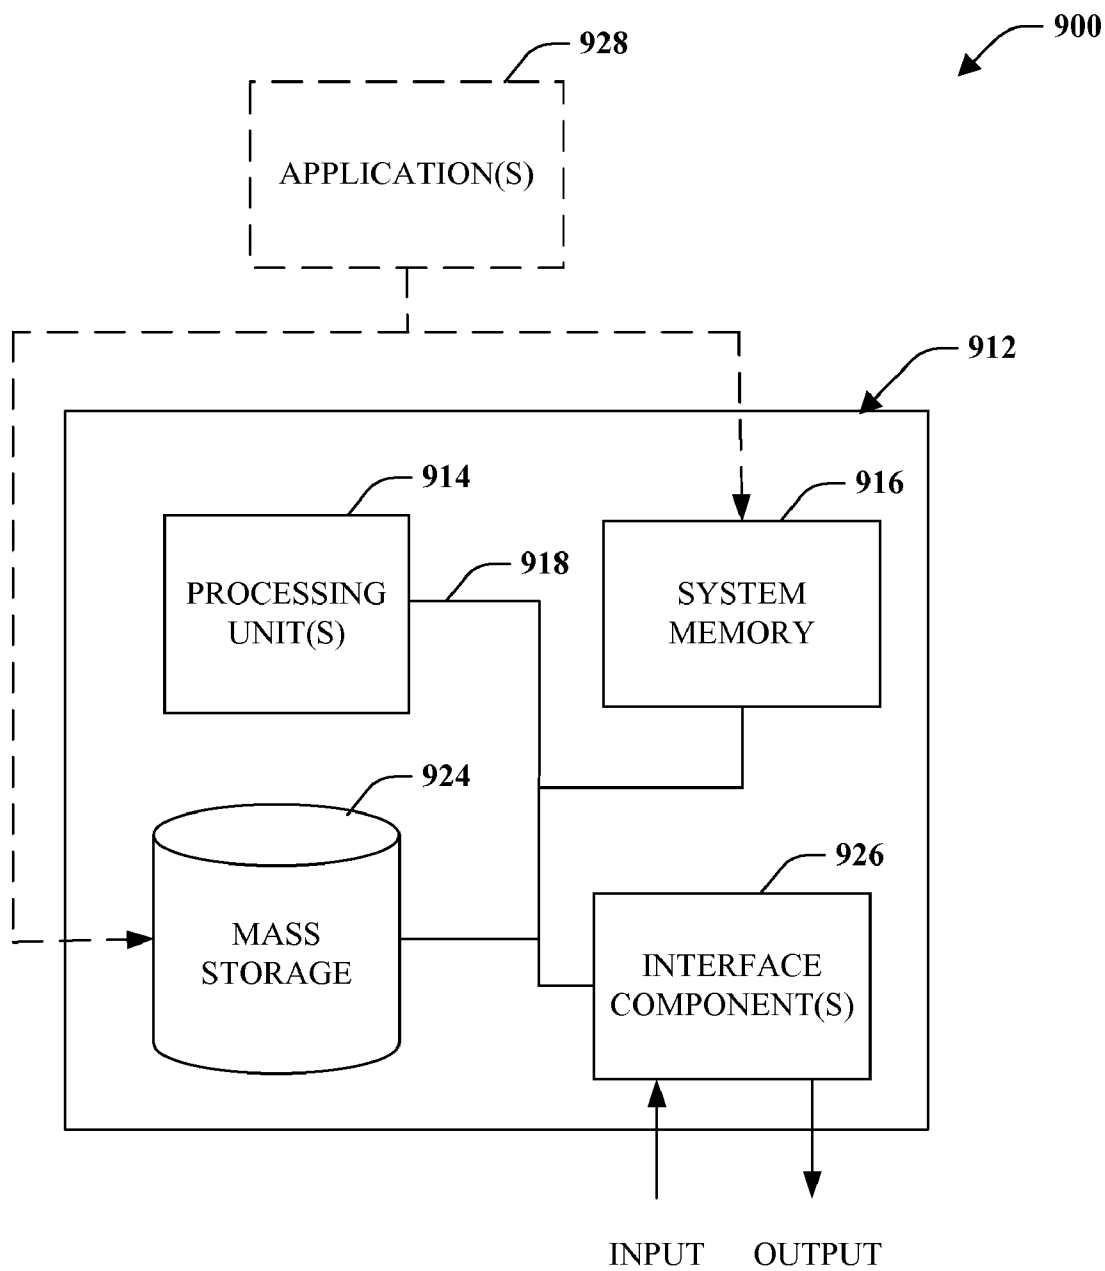 900
928
APPLICATION(S)
912
914
916
918
PROCESSING
UNIT(S)
SYSTEM
MEMORY
924
926
MASS
STORAGE
INTERFACE
COMPONENT(S)
INPUT
OUTPUT